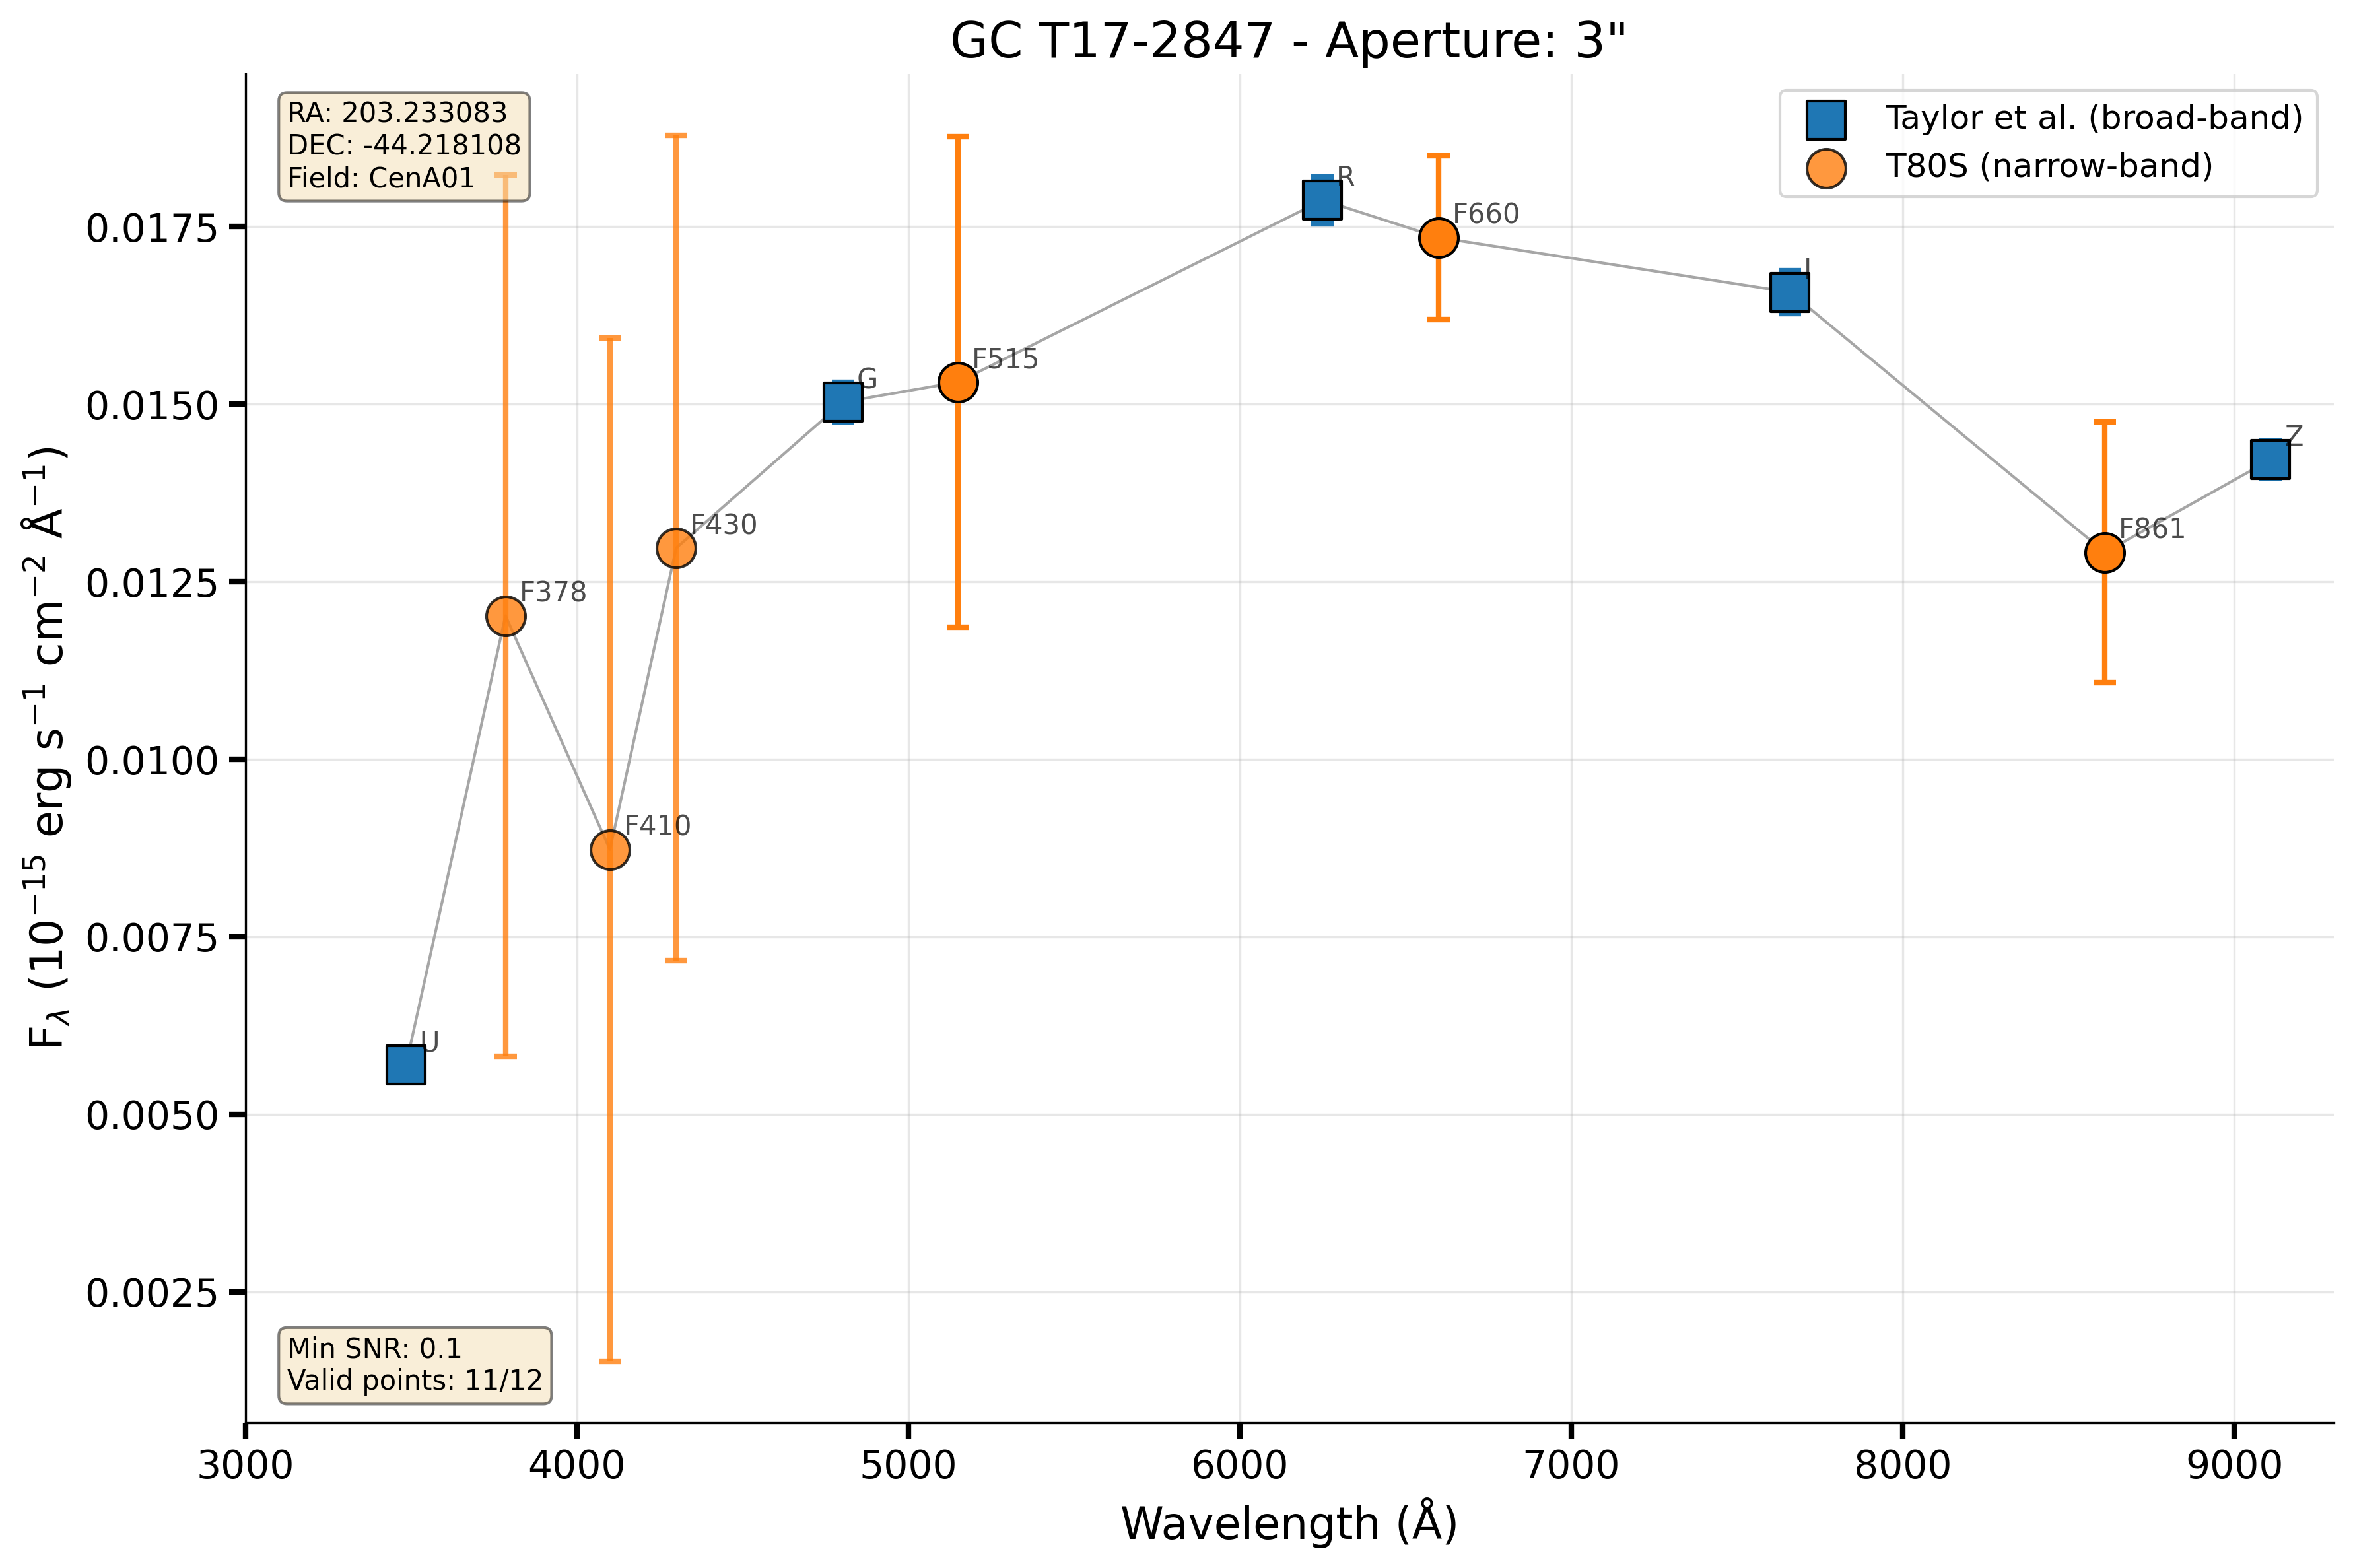 GC T17-2847 - Aperture: 3"
RA: 203.233083
DEC: -44.218108
Field: CenA01
Taylor et al. (broad-band)
T80S (narrow-band)
F$_{λ}$ (10$^{−15}$ erg s$^{−1}$ cm$^{−2}$ Å$^{−1}$)
0.0175
0.0150
0.0125
0.0100
0.0075
0.0050
0.0025
U
F378
F410
F430
G
F515
R
F660
I
F861
Z
Min SNR: 0.1
Valid points: 11/12
3000 4000 5000 6000 7000 8000 9000
Wavelength (Å)